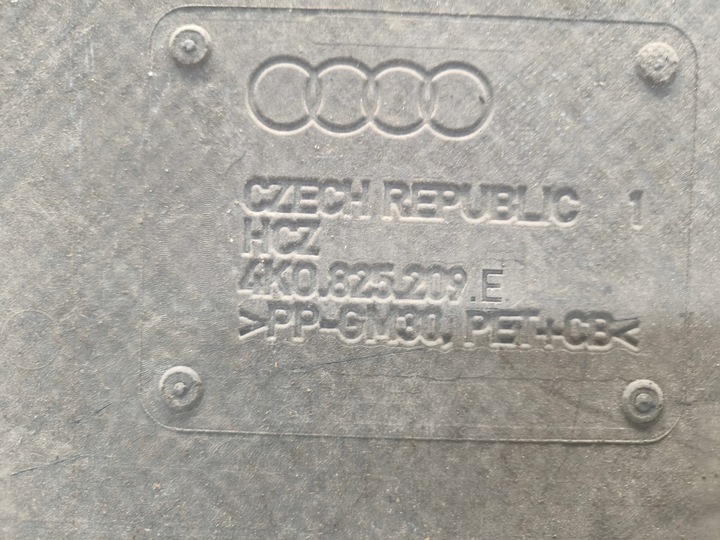 CZECH REPUBLIC 1
HCZ
4K0.825.209.E
>PP-GM30, PET+CB<